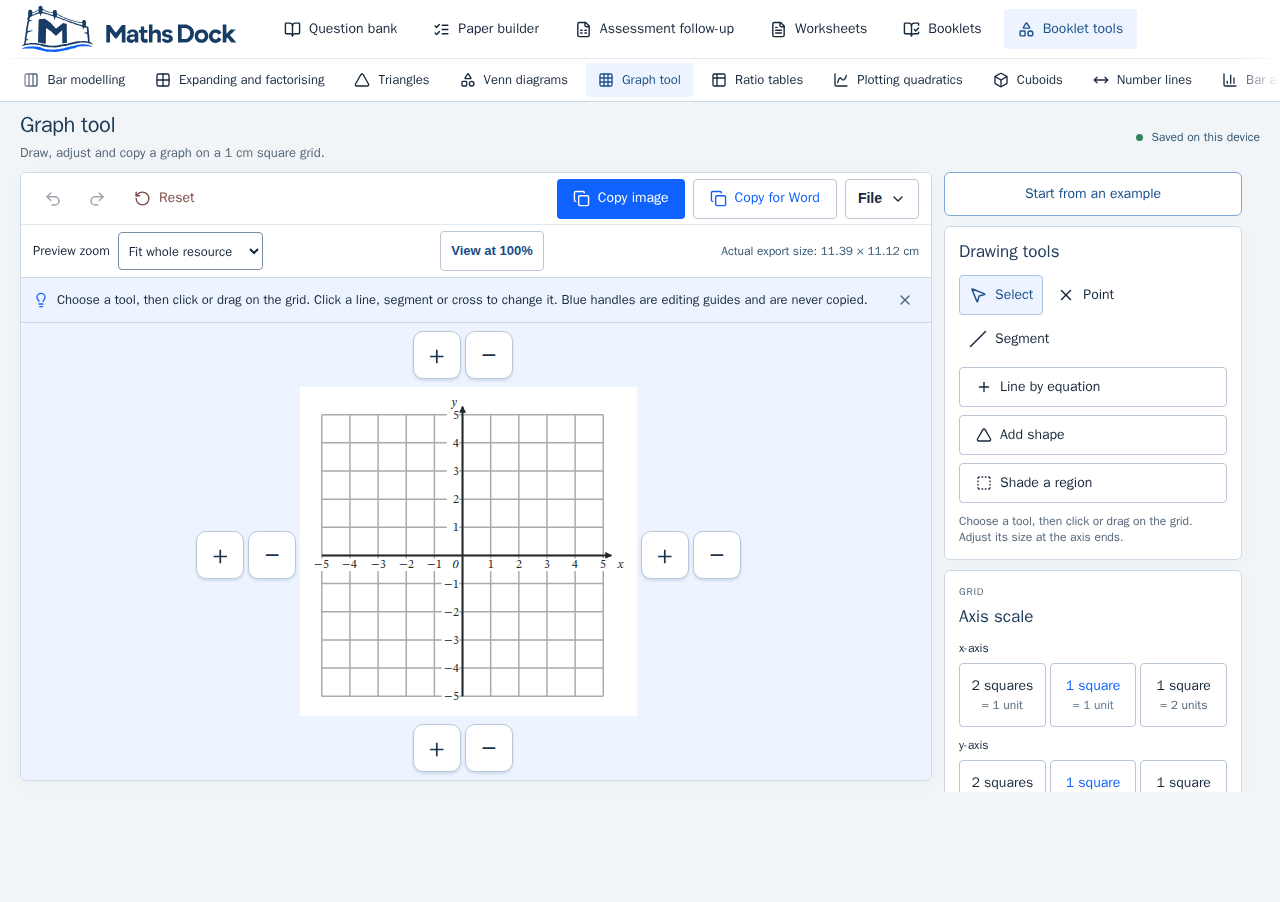 Maths Dock
Question bank
Paper builder
Assessment follow-up
Worksheets
Booklets
Booklet tools
Bar modelling
Expanding and factorising
Triangles
Venn diagrams
Graph tool
Ratio tables
Plotting quadratics
Cuboids
Number lines
Bar a
Graph tool
Draw, adjust and copy a graph on a 1 cm square grid.
Saved on this device
Reset
Copy image
Copy for Word
File
Preview zoom
Fit whole resource
View at 100%
Actual export size: 11.39 × 11.12 cm
Choose a tool, then click or drag on the grid. Click a line, segment or cross to change it. Blue handles are editing guides and are never copied.
+ −
y
5
4
3
2
1
+ −
+ −
−5 −4 −3 −2 −1 0 1 2 3 4 5 x
−1
−2
−3
−4
−5
+ −
Start from an example
Drawing tools
Select
Point
Segment
Line by equation
Add shape
Shade a region
Choose a tool, then click or drag on the grid.
Adjust its size at the axis ends.
GRID
Axis scale
x-axis
2 squares
= 1 unit
1 square
= 1 unit
1 square
= 2 units
y-axis
2 squares
1 square
1 square